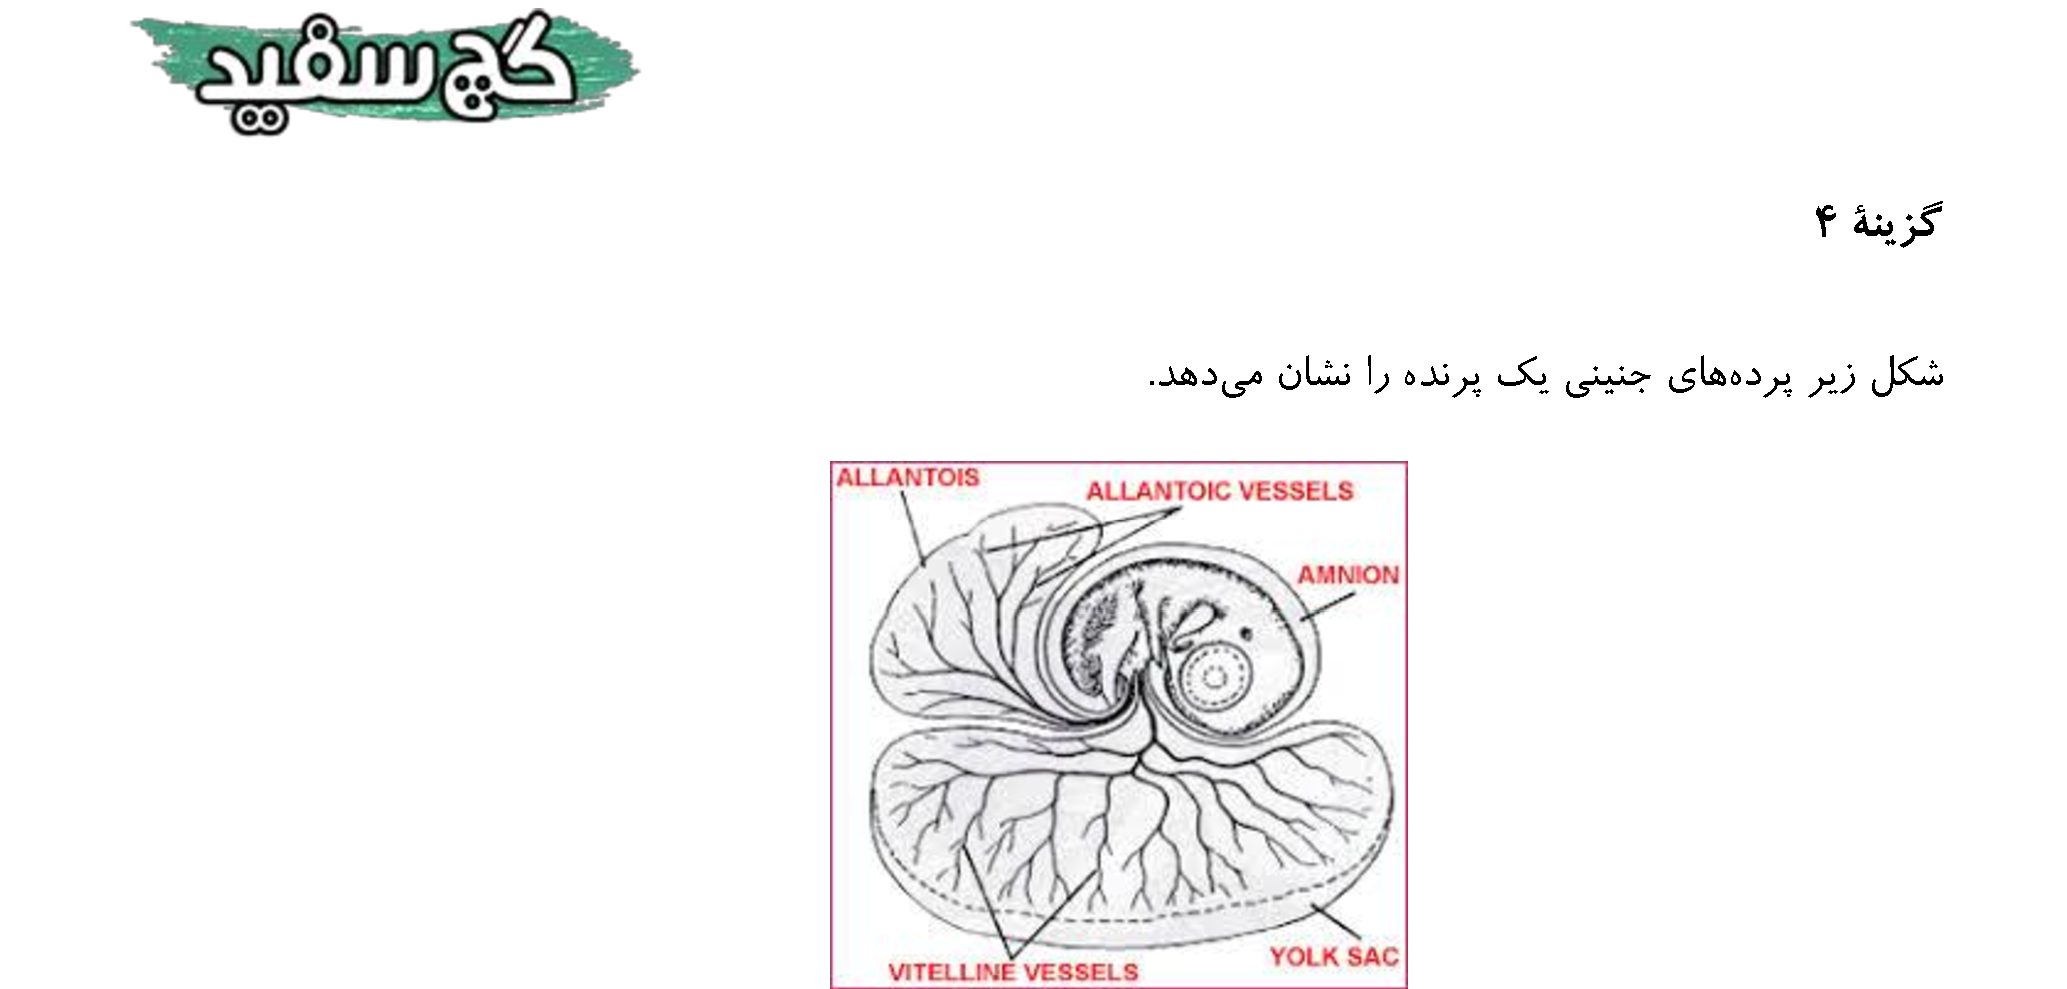 گچ سفید
گزینهٔ ۴
شکل زیر پرده‌های جنینی یک پرنده را نشان می‌دهد.
ALLANTOIS
ALLANTOIC VESSELS
AMNION
YOLK SAC
VITELLINE VESSELS